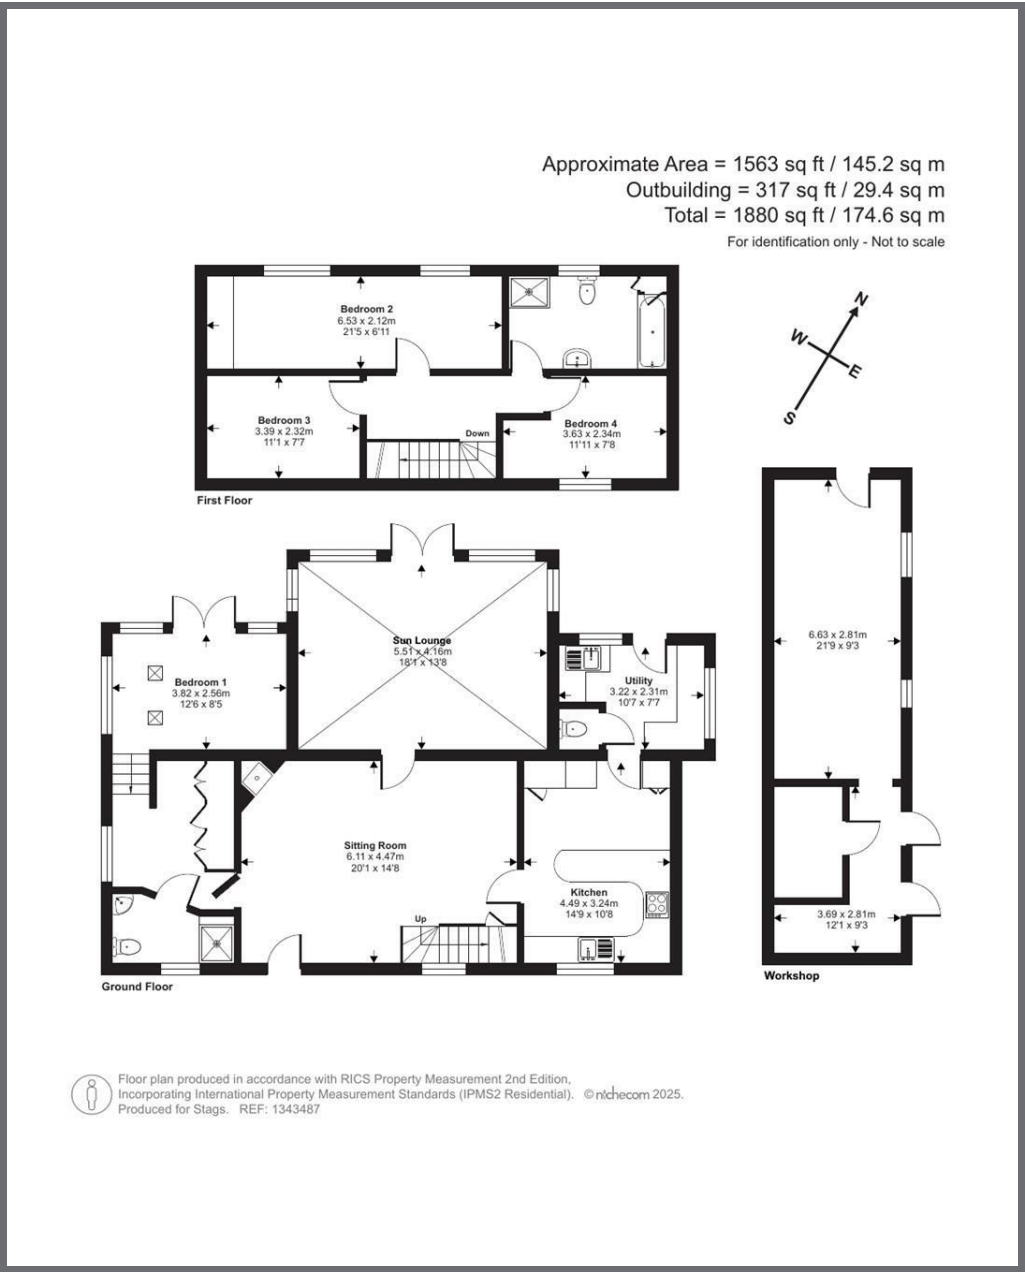 Approximate Area = 1563 sq ft / 145.2 sq m
Outbuilding = 317 sq ft / 29.4 sq m
Total = 1880 sq ft / 174.6 sq m
For identification only - Not to scale
N
W
E
S
Bedroom 2
6.53 x 2.12m
21'5 x 6'11
Bedroom 3
3.39 x 2.32m
11'1 x 7'7
Down
Bedroom 4
3.63 x 2.34m
11'11 x 7'8
First Floor
Sun Lounge
5.51 x 4.16m
18'1 x 13'8
Bedroom 1
3.82 x 2.56m
12'6 x 8'5
Utility
3.22 x 2.31m
10'7 x 7'7
Sitting Room
6.11 x 4.47m
20'1 x 14'8
Up
Kitchen
4.49 x 3.24m
14'9 x 10'8
Ground Floor
6.63 x 2.81m
21'9 x 9'3
3.69 x 2.81m
12'1 x 9'3
Workshop
Floor plan produced in accordance with RICS Property Measurement 2nd Edition,
Incorporating International Property Measurement Standards (IPMS2 Residential). © nichecom 2025.
Produced for Stags. REF: 1343487